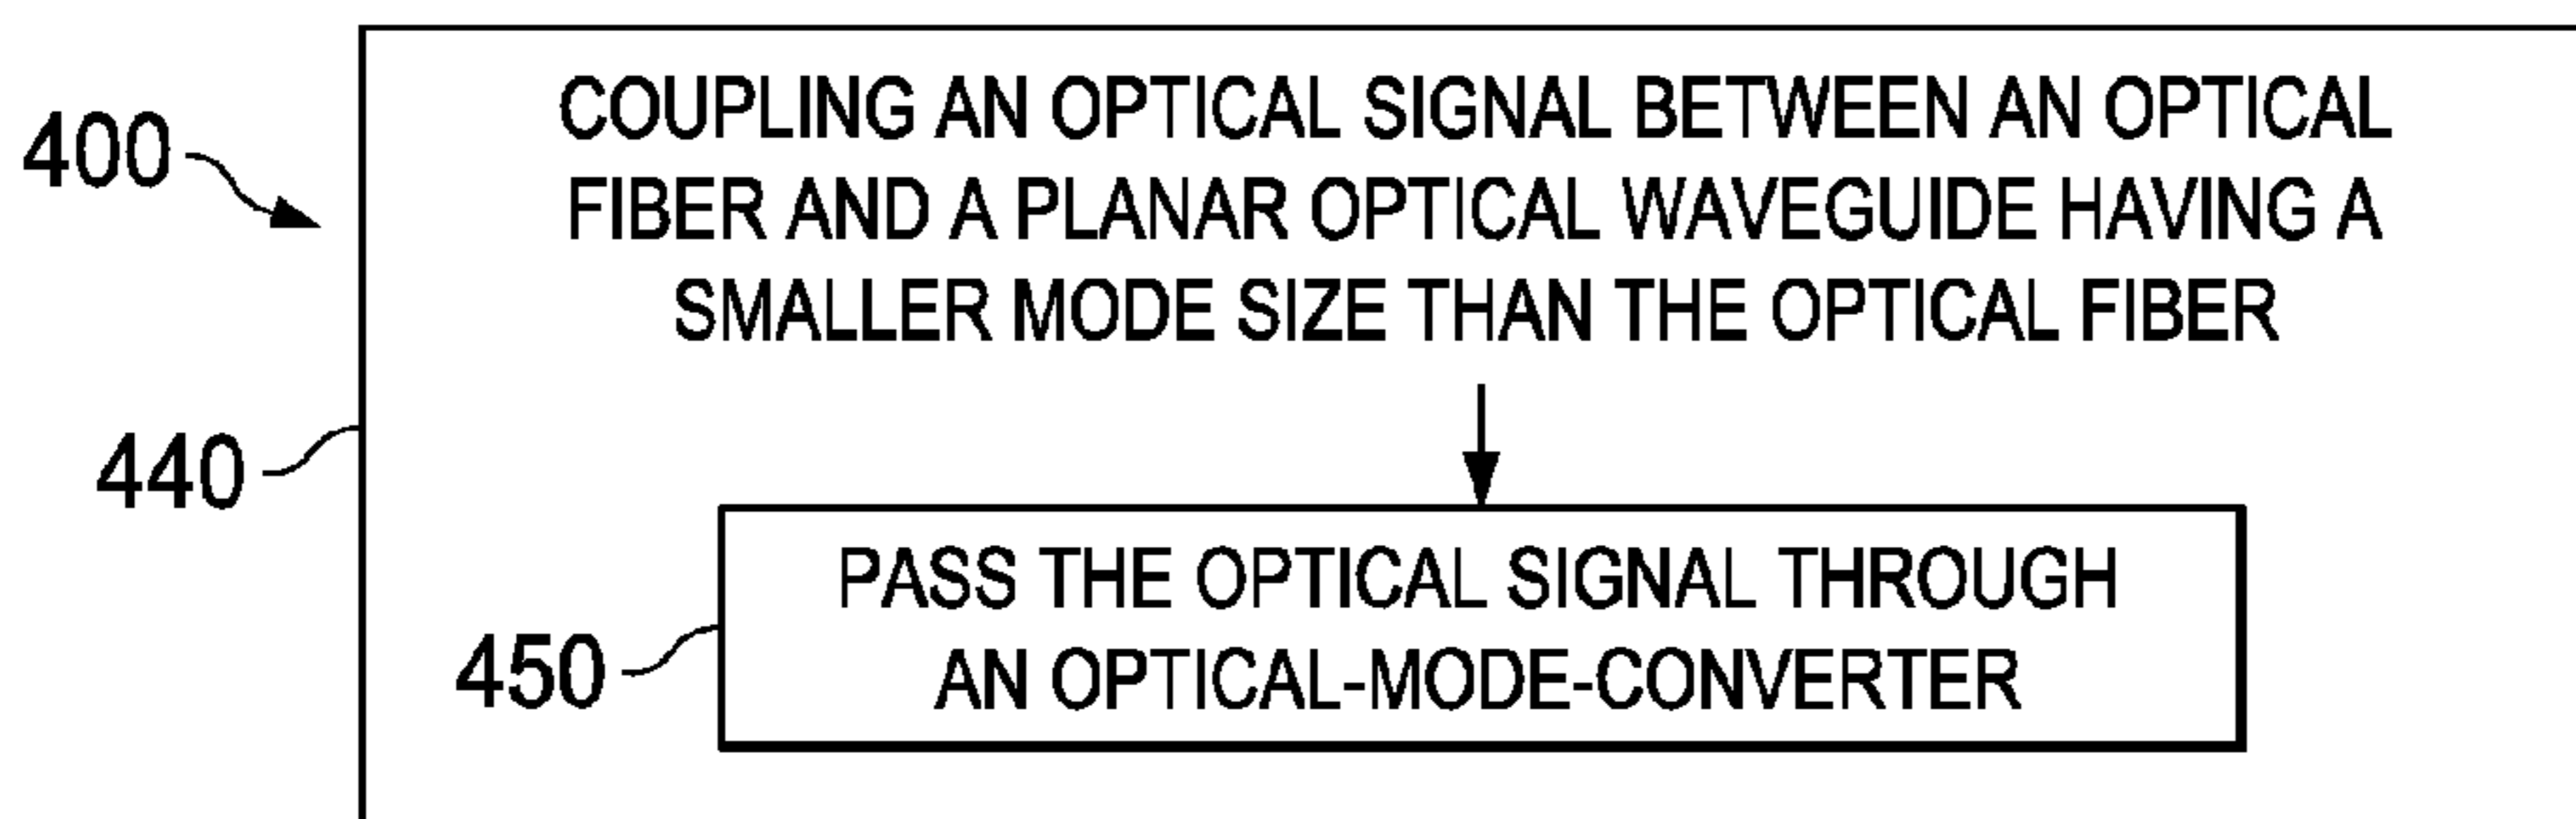 400
COUPLING AN OPTICAL SIGNAL BETWEEN AN OPTICAL
FIBER AND A PLANAR OPTICAL WAVEGUIDE HAVING A
SMALLER MODE SIZE THAN THE OPTICAL FIBER
440
PASS THE OPTICAL SIGNAL THROUGH
AN OPTICAL-MODE-CONVERTER
450